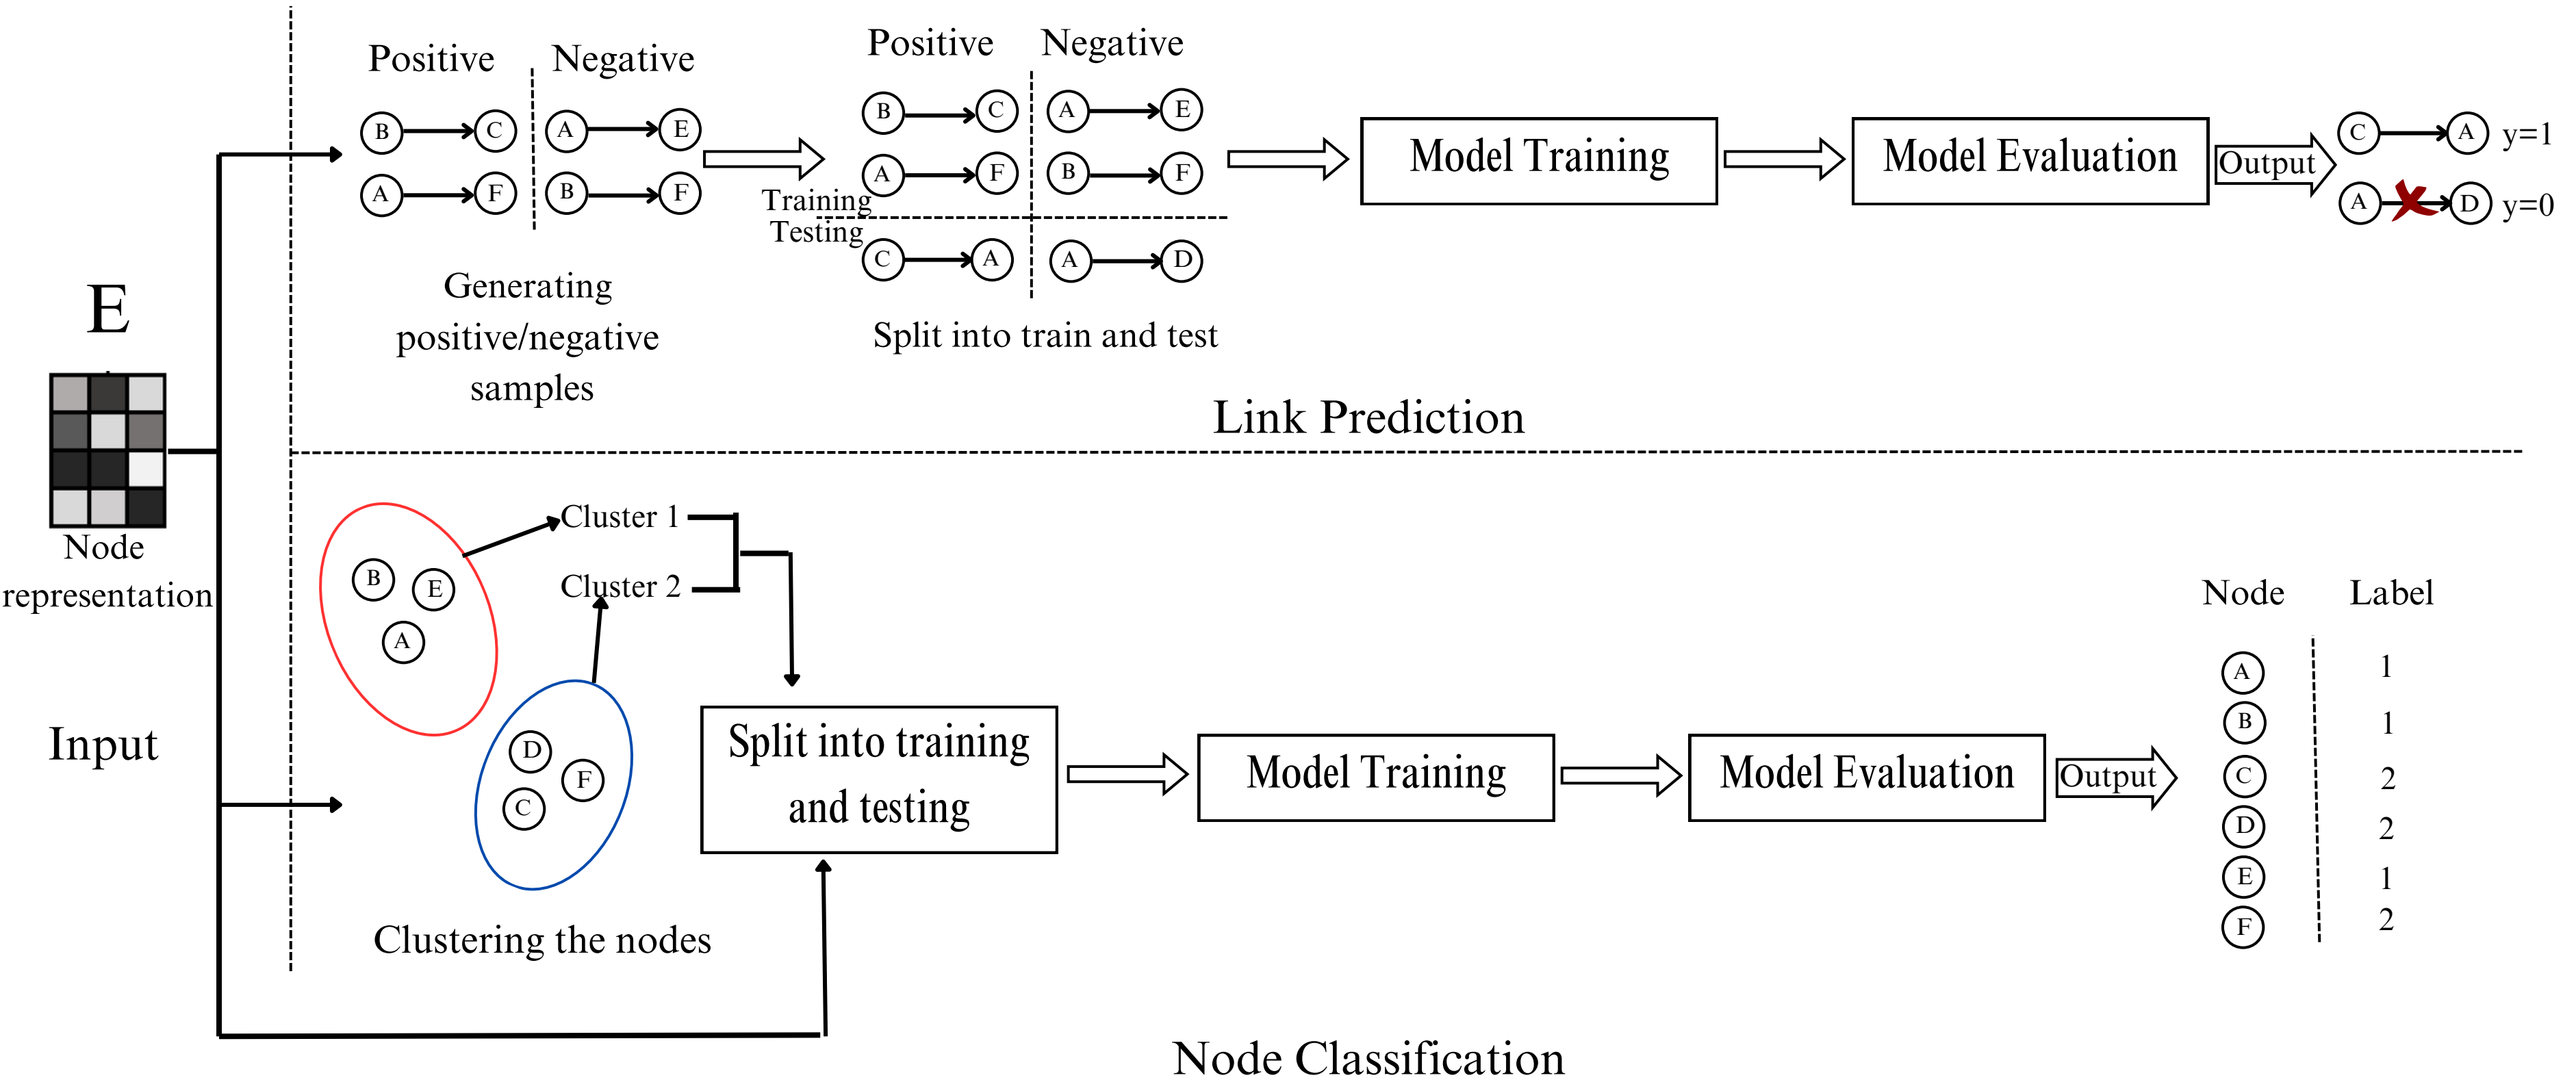 E
Node
representation
Input
Positive Negative
B C A E
A F B F
Generating
positive/negative
samples
Positive Negative
B C A E
A F B F
Training
Testing
C A A D
Split into train and test
Model Training
Model Evaluation
Output
C A y=1
A D y=0
Link Prediction
Cluster 1
Cluster 2
B E
A
D
F
C
Clustering the nodes
Split into training
and testing
Model Training
Model Evaluation
Output
Node Label
A 1
B 1
C 2
D 2
E 1
F 2
Node Classification